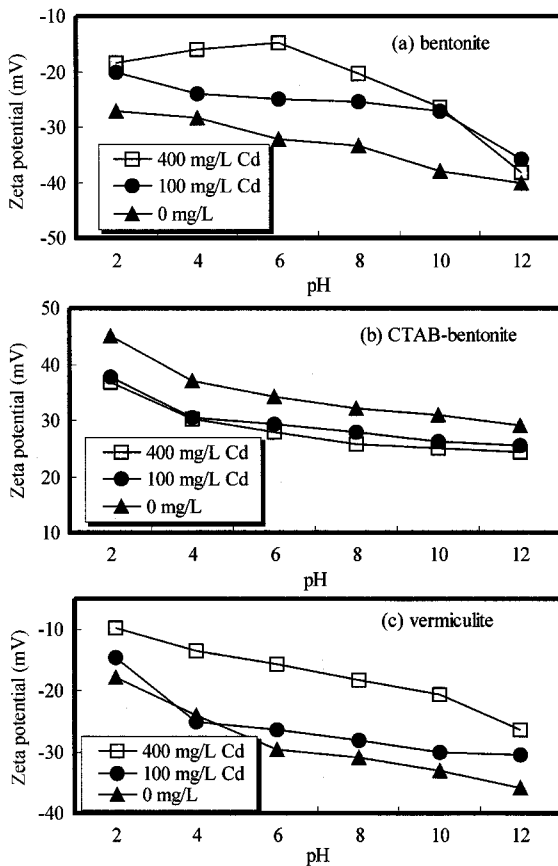 -10
(a) bentonite
-20
-30
-40
-50
Zeta potential (mV)
400 mg/L Cd
100 mg/L Cd
0 mg/L
2 4 6 8 10 12
pH
50
(b) CTAB-bentonite
40
30
20
10
Zeta potential (mV)
400 mg/L Cd
100 mg/L Cd
0 mg/L
2 4 6 8 10 12
pH
(c) vermiculite
-10
-20
-30
-40
Zeta potential (mV)
400 mg/L Cd
100 mg/L Cd
0 mg/L
2 4 6 8 10 12
pH